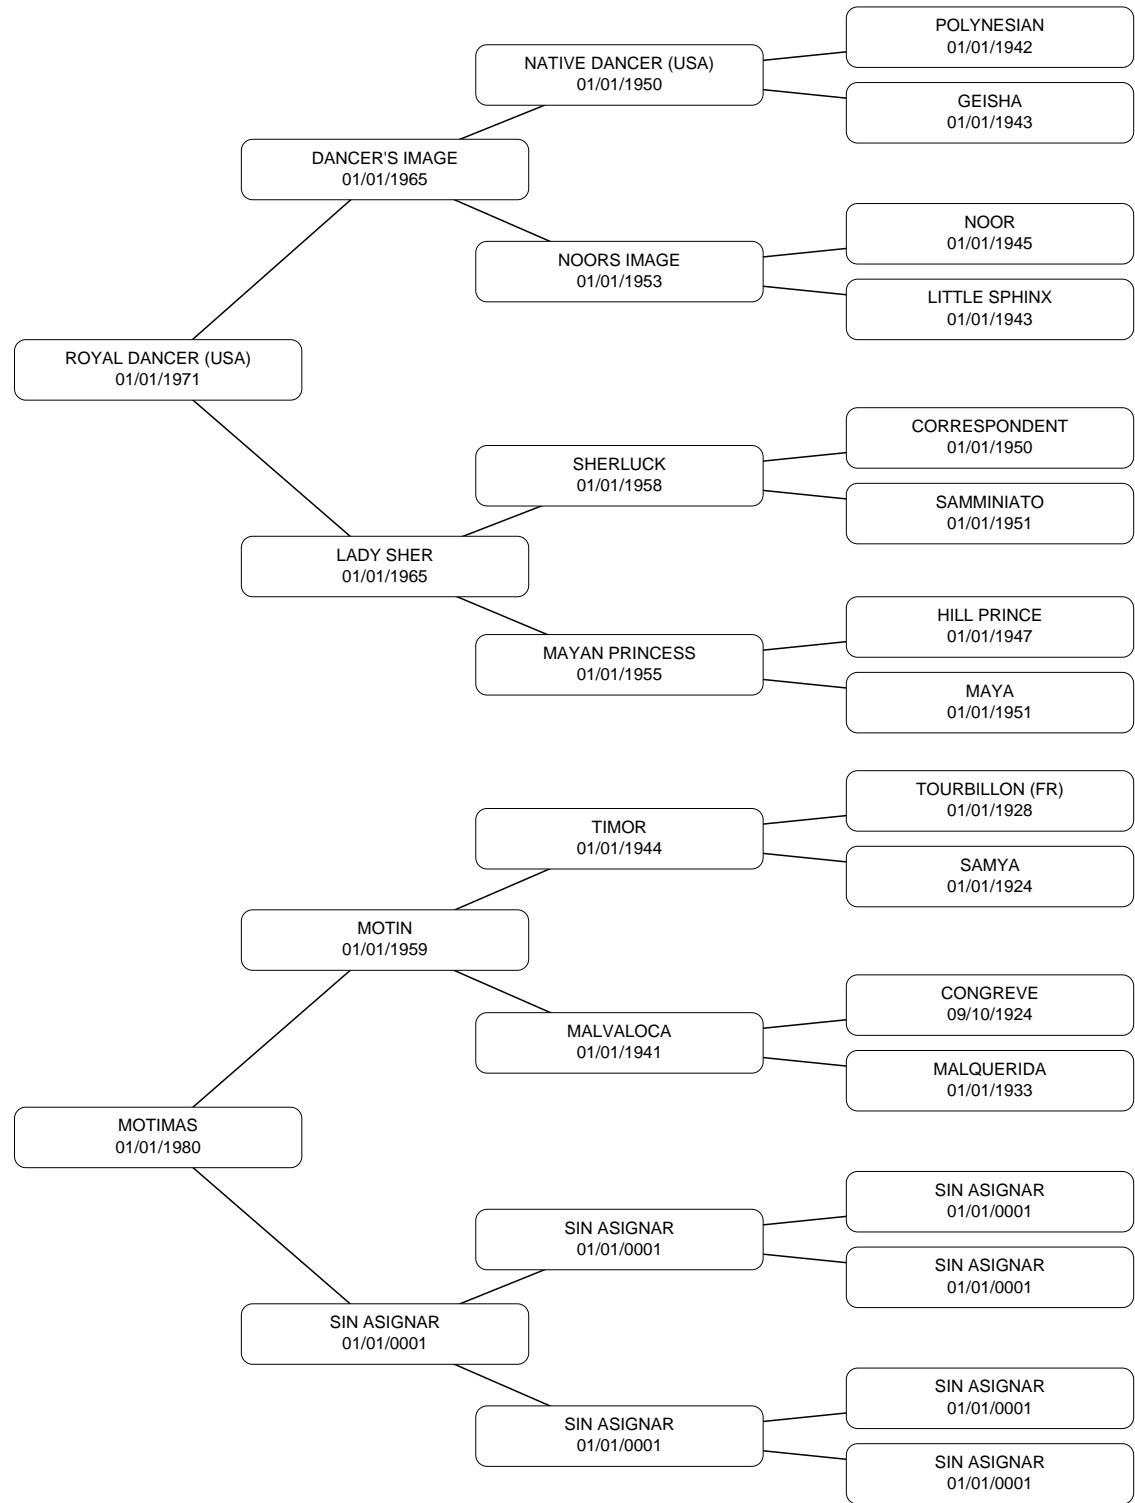 POLYNESIAN
01/01/1942
NATIVE DANCER (USA)
01/01/1950
GEISHA
01/01/1943
DANCER'S IMAGE
01/01/1965
NOOR
01/01/1945
NOORS IMAGE
01/01/1953
LITTLE SPHINX
01/01/1943
ROYAL DANCER (USA)
01/01/1971
CORRESPONDENT
01/01/1950
SHERLUCK
01/01/1958
SAMMINIATO
01/01/1951
LADY SHER
01/01/1965
HILL PRINCE
01/01/1947
MAYAN PRINCESS
01/01/1955
MAYA
01/01/1951
TOURBILLON (FR)
01/01/1928
TIMOR
01/01/1944
SAMYA
01/01/1924
MOTIN
01/01/1959
CONGREVE
09/10/1924
MALVALOCA
01/01/1941
MALQUERIDA
01/01/1933
MOTIMAS
01/01/1980
SIN ASIGNAR
01/01/0001
SIN ASIGNAR
01/01/0001
SIN ASIGNAR
01/01/0001
SIN ASIGNAR
01/01/0001
SIN ASIGNAR
01/01/0001
SIN ASIGNAR
01/01/0001
SIN ASIGNAR
01/01/0001